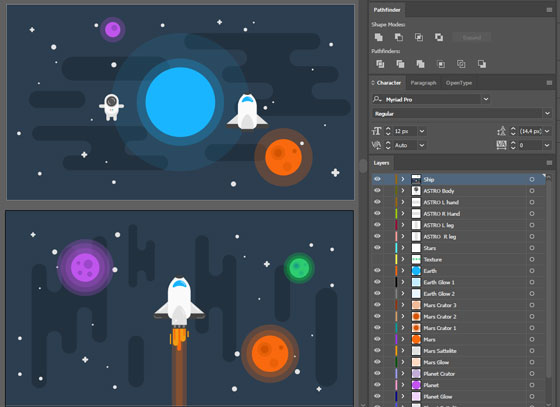 Pathfinder
Shape Modes:
Expand
Pathfinders:
Character
Paragraph
OpenType
Myriad Pro
Regular
12 px
(14,4 px)
Auto
0
Layers
Ship
ASTRO Body
ASTRO L hand
ASTRO R Hand
ASTRO L leg
ASTRO R leg
Stars
Texture
Earth
Earth Glow 1
Earth Glow 2
Mars Crator 3
Mars Crator 2
Mars Crator 1
Mars
Mars Sattelite
Mars Glow
Planet Crator
Planet
Planet Glow